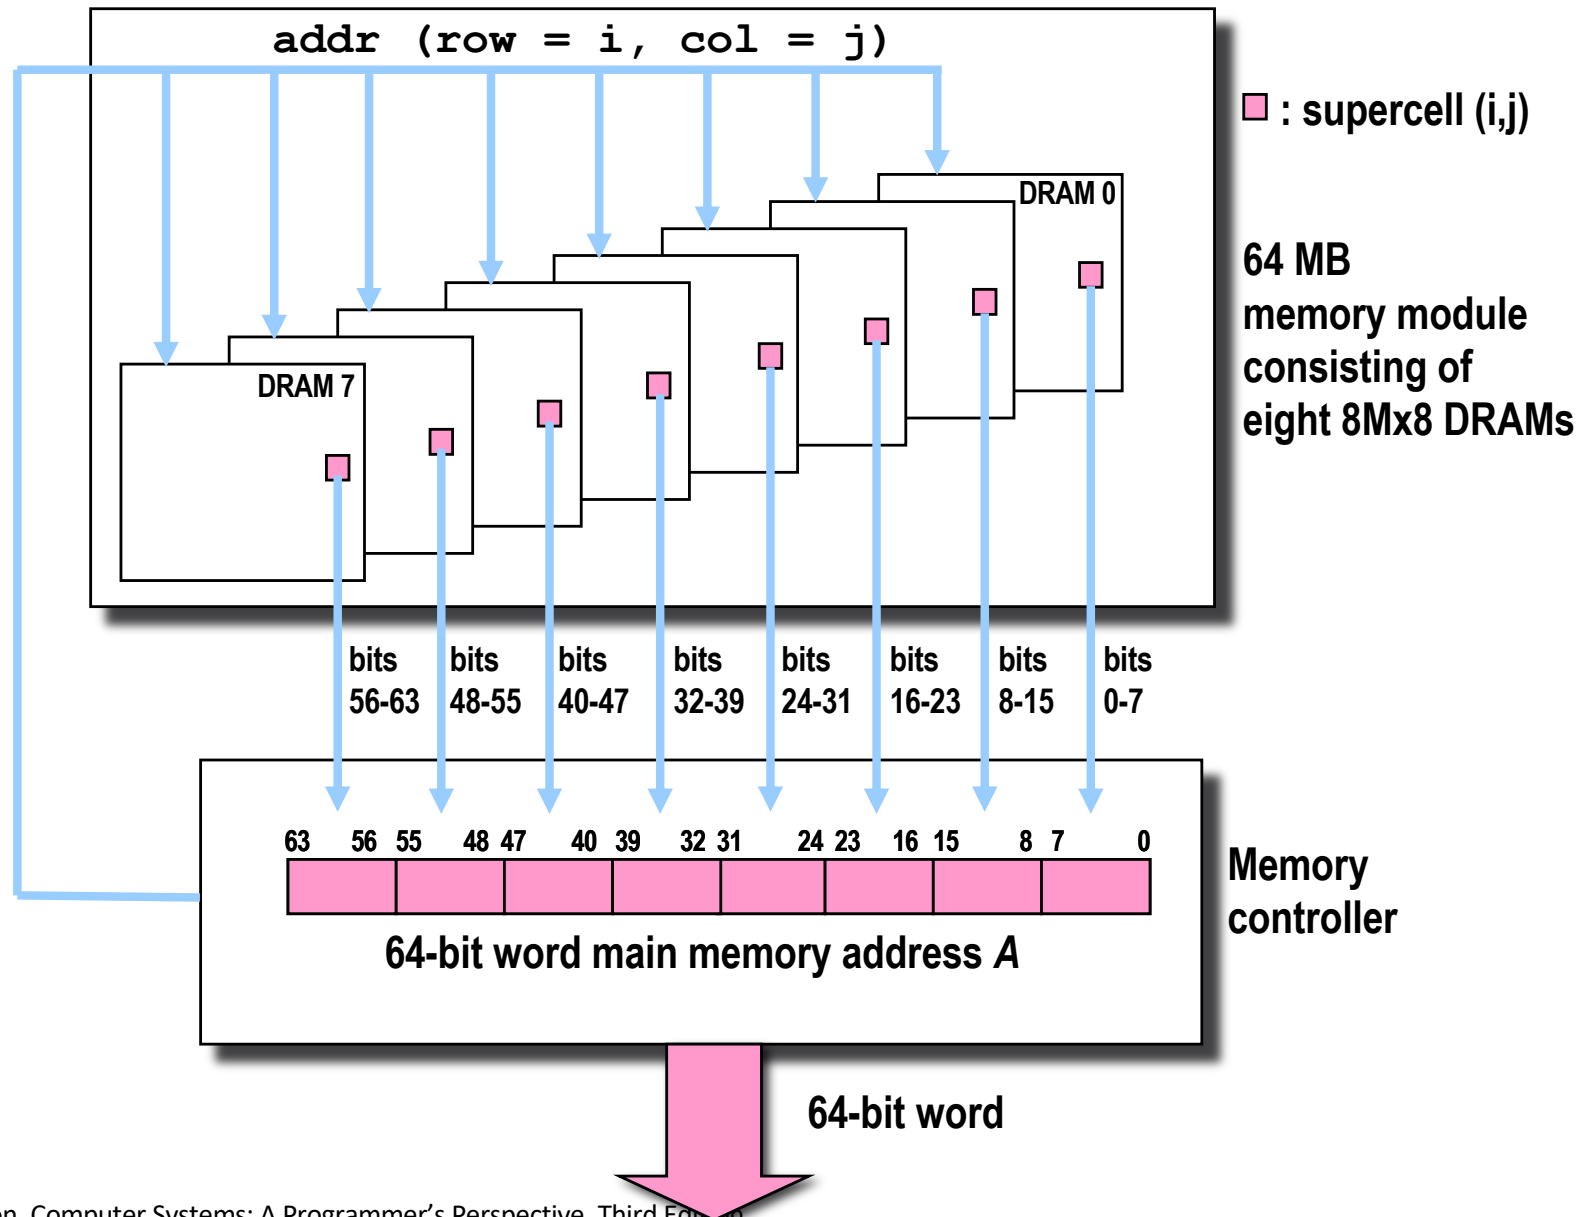 addr (row = i, col = j)
: supercell (i,j)
DRAM 0
64 MB
memory module
consisting of
eight 8Mx8 DRAMs
DRAM 7
bits
56-63
bits
48-55
bits
40-47
bits
32-39
bits
24-31
bits
16-23
bits
8-15
bits
0-7
63 56 55 48 47 40 39 32 31 24 23 16 15 8 7 0
Memory
controller
64-bit word main memory address A
64-bit word
Computer Systems: A Programmer's Perspective, Third